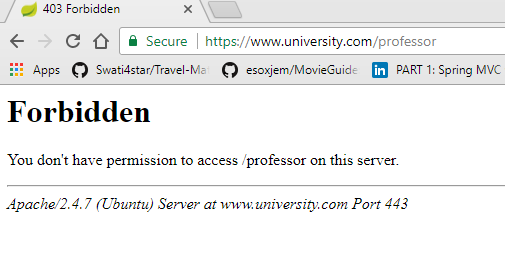 403 Forbidden
Secure https://www.university.com/professor
Apps Swati4star/Travel-Ma esoxjem/MovieGuide PART 1: Spring MVC
Forbidden
You don't have permission to access /professor on this server.
Apache/2.4.7 (Ubuntu) Server at www.university.com Port 443